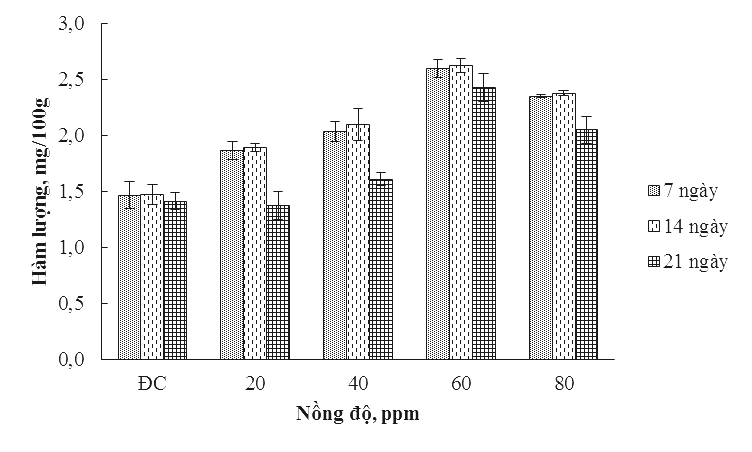 3,0
2,5
2,0
1,5
1,0
0,5
0,0
Hàm lượng, mg/100g
ĐC 20 40 60 80
Nồng độ, ppm
7 ngày
14 ngày
21 ngày